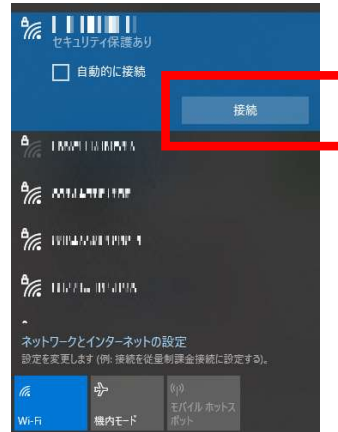 セキュリティ保護あり
自動的に接続
接続
ネットワークとインターネットの設定
設定を変更します (例: 接続を従量制課金接続に設定する)。
Wi-Fi
機内モード
モバイル ホットス
ポット